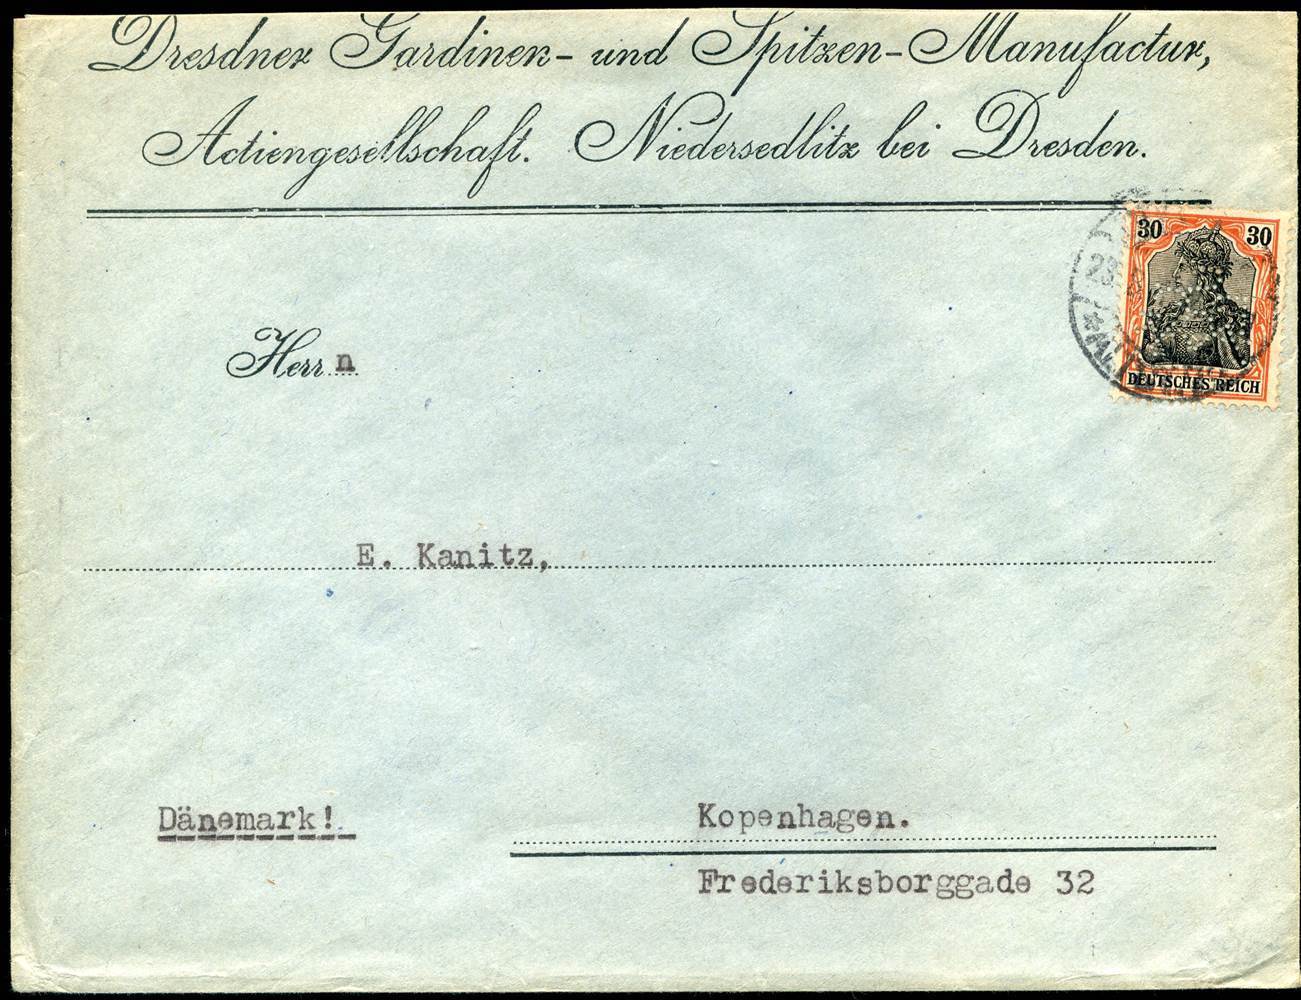 Dresdner Gardinen- und Spitzen-Manufactur,
Actiengesellschaft. Niedersedlitz bei Dresden.
30 30
23
DEUTSCHES REICH
Herrn
E. Kanitz,
Dänemark!
Kopenhagen.
Frederiksborggade 32